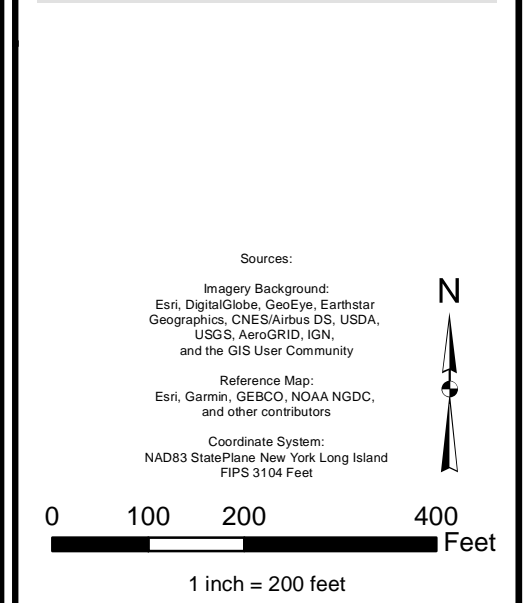 Sources:
Imagery Background:
Esri, DigitalGlobe, GeoEye, Earthstar
Geographics, CNES/Airbus DS, USDA,
USGS, AeroGRID, IGN,
and the GIS User Community
Reference Map:
Esri, Garmin, GEBCO, NOAA NGDC,
and other contributors
Coordinate System:
NAD83 StatePlane New York Long Island
FIPS 3104 Feet
N
0 100 200 400
Feet
1 inch = 200 feet